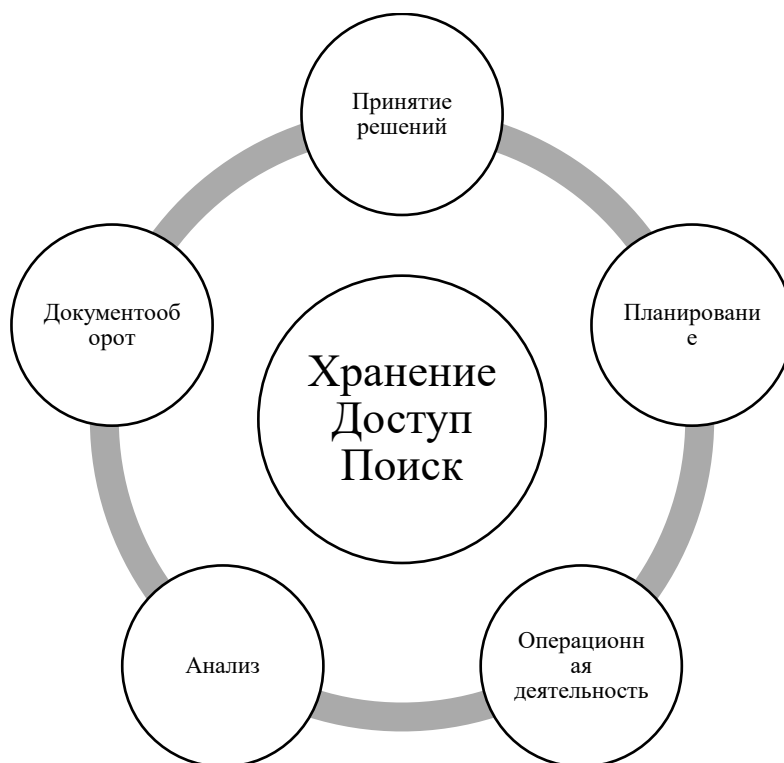 Принятие
решений
Документооб
орот
Планировани
е
Хранение
Доступ
Поиск
Анализ
Операционн
ая
деятельность